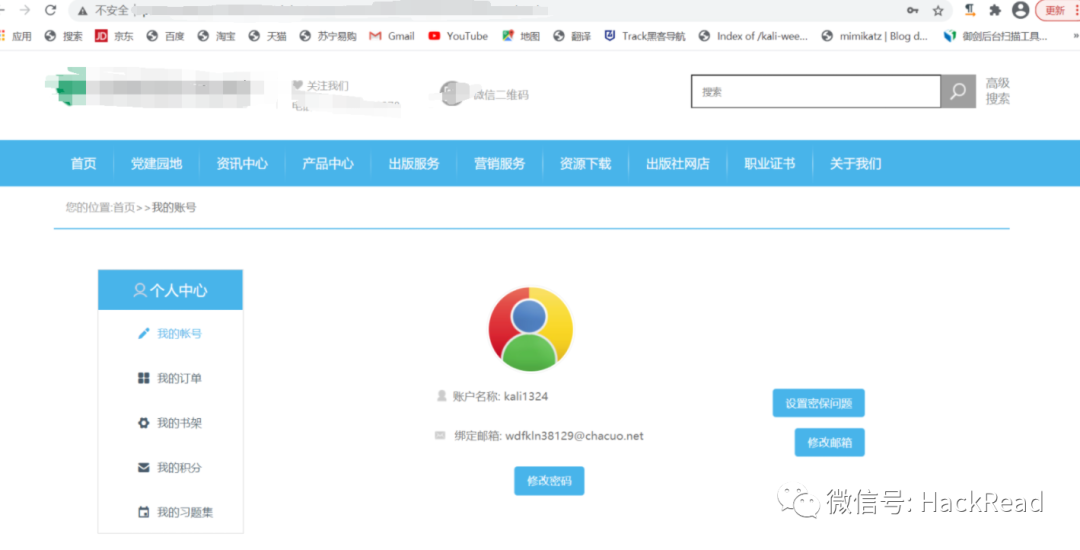 不安全
更新
应用 搜索 京东 百度 淘宝 天猫 苏宁易购 Gmail YouTube 地图 翻译 Track黑客导航 Index of /kali-wee... mimikatz | Blog d... 御剑后台扫描工具... »
JD
关注我们
微信二维码
搜索
高级
搜索
首页 党建园地 资讯中心 产品中心 出版服务 营销服务 资源下载 出版社网店 职业证书 关于我们
您的位置:首页>>我的账号
个人中心
我的帐号
我的订单
我的书架
我的积分
我的习题集
账户名称: kali1324
绑定邮箱: wdfkln38129@chacuo.net
修改密码
设置密保问题
修改邮箱
微信号: HackRead